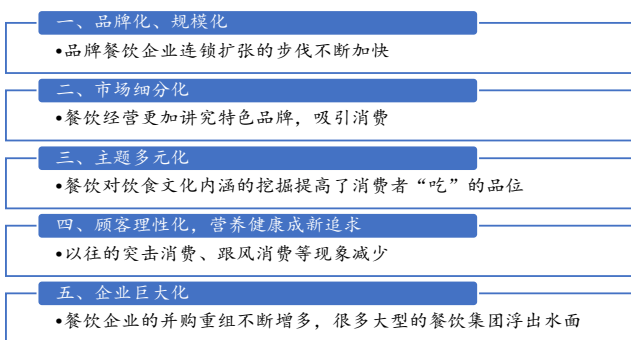 一、品牌化、规模化
•品牌餐饮企业连锁扩张的步伐不断加快
二、市场细分化
•餐饮经营更加讲究特色品牌，吸引消费
三、主题多元化
•餐饮对饮食文化内涵的挖掘提高了消费者“吃”的品位
四、顾客理性化，营养健康成新追求
•以往的突击消费、跟风消费等现象减少
五、企业巨大化
•餐饮企业的并购重组不断增多，很多大型的餐饮集团浮出水面